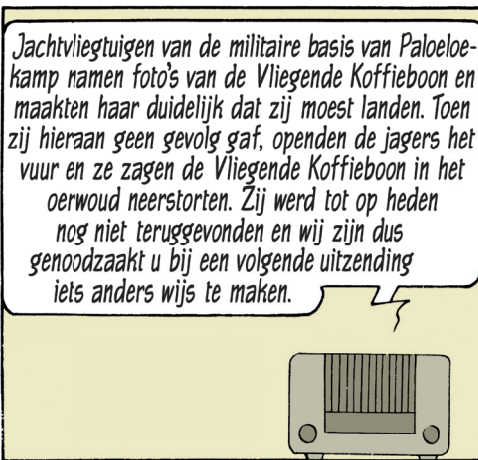 Jachtvliegtuigen van de militaire basis van Paloeloe-
kamp namen foto's van de Vliegende Koffieboon en
maakten haar duidelijk dat zij moest landen. Toen
zij hieraan geen gevolg gaf, openden de jagers het
vuur en ze zagen de Vliegende Koffieboon in het
oerwoud neerstorten. Zij werd tot op heden
nog niet teruggevonden en wij zijn dus
genoodzaakt u bij een volgende uitzending
iets anders wijs te maken.